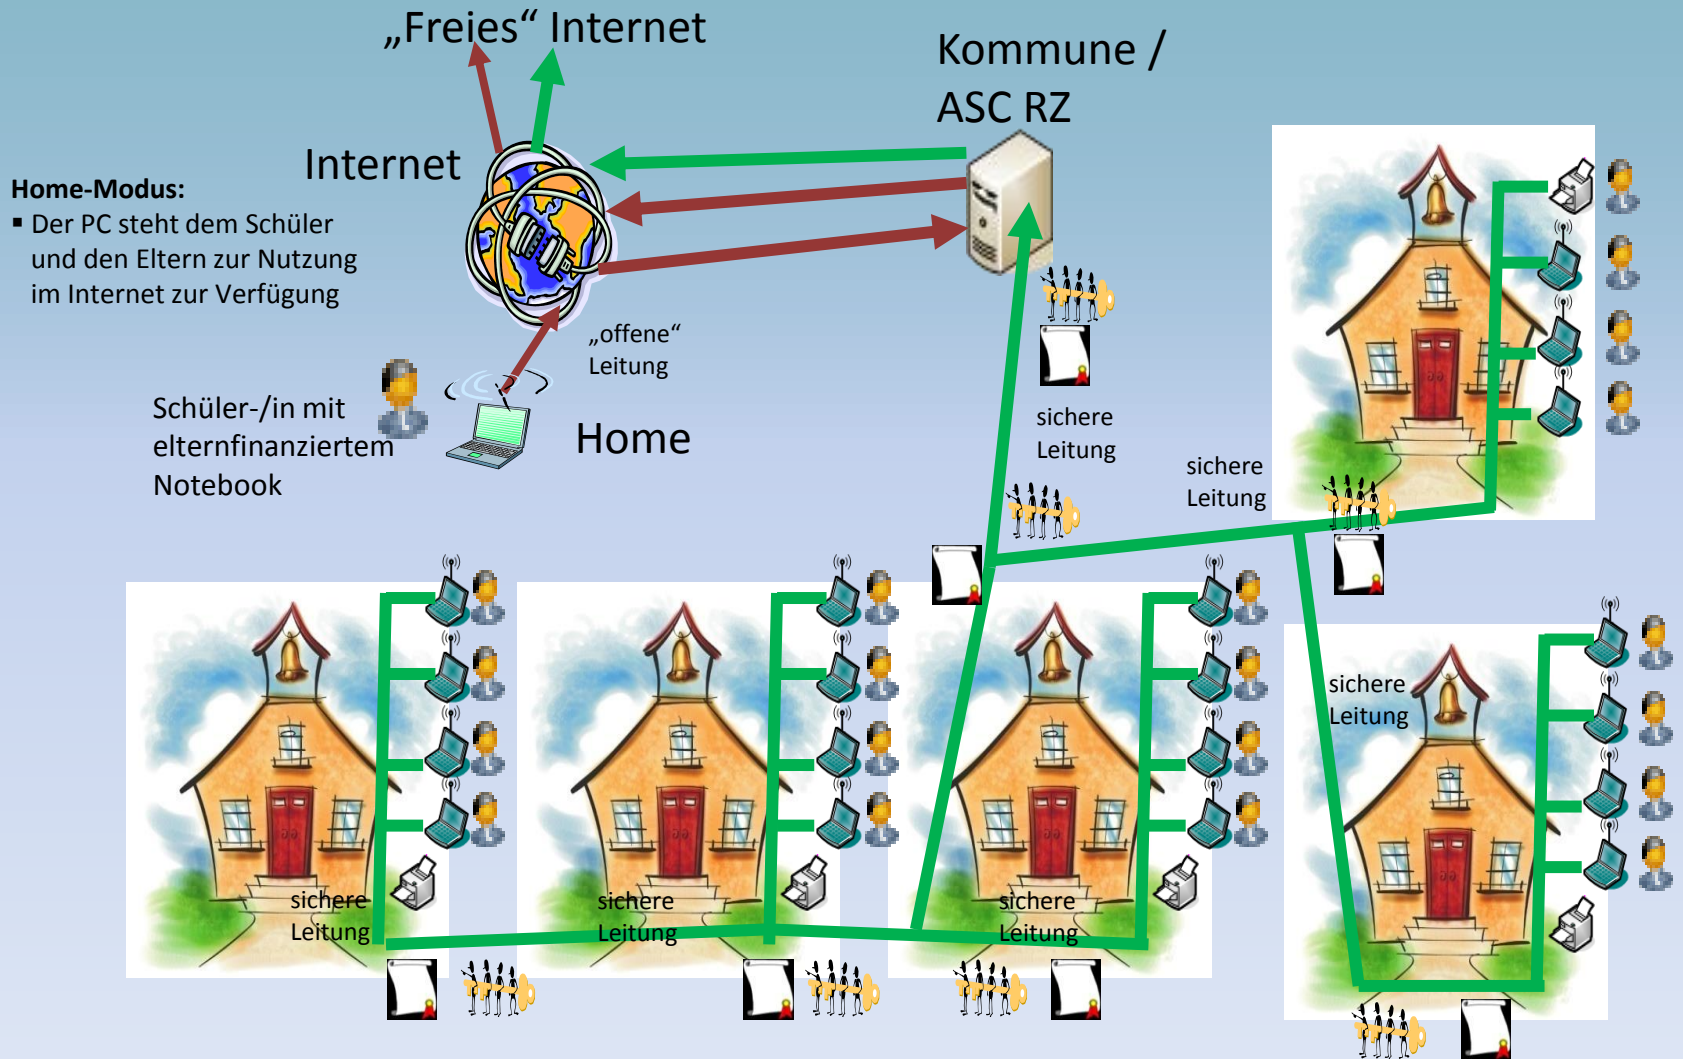 „Freies“ Internet
Kommune /
ASC RZ
Internet
Home-Modus:
▪ Der PC steht dem Schüler
und den Eltern zur Nutzung
im Internet zur Verfügung
„offene“
Leitung
Schüler-/in mit
elternfinanziertem
Notebook
Home
sichere
Leitung
sichere
Leitung
sichere
Leitung
sichere
Leitung
sichere
Leitung
sichere
Leitung